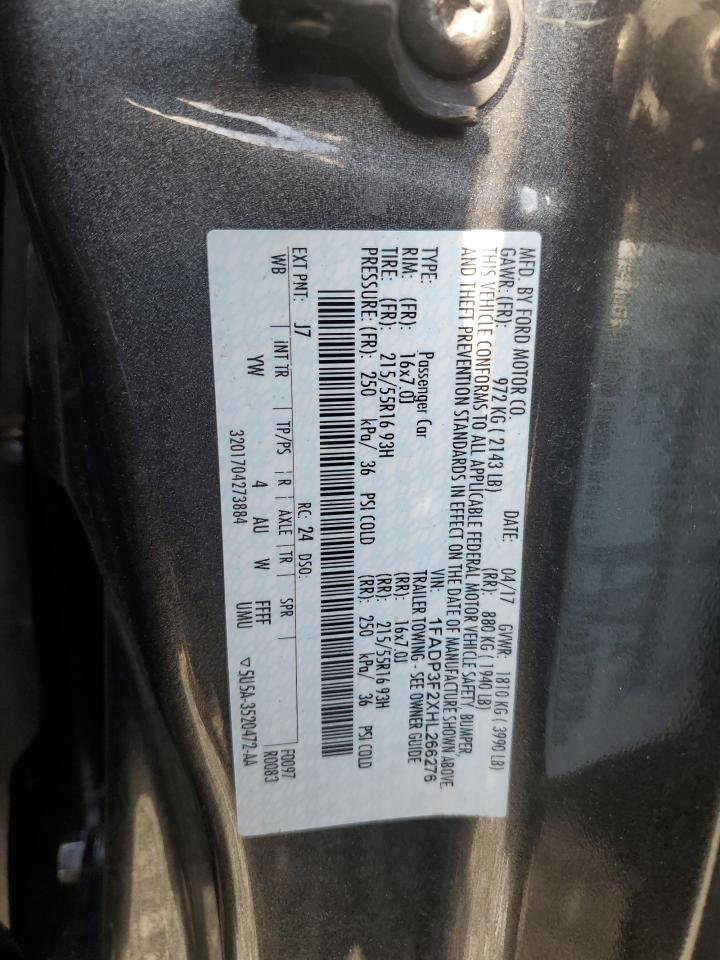 MFD. BY FORD MOTOR CO. DATE: 04/17 GVWR: 1810 KG ( 3990 LB)
GAWR: (FR): 972 KG ( 2143 LB) (RR): 880 KG ( 1940 LB)
THIS VEHICLE CONFORMS TO ALL APPLICABLE FEDERAL MOTOR VEHICLE SAFETY, BUMPER,
AND THEFT PREVENTION STANDARDS IN EFFECT ON THE DATE OF MANUFACTURE SHOWN ABOVE.
VIN: 1FADP3F2XHL266276
TYPE: Passenger Car TRAILER TOWING - SEE OWNER GUIDE
RIM: (FR): 16x7.0J (RR): 16x7.0J
TIRE: (FR): 215/55R16 93H (RR): 215/55R16 93H
PRESSURE: (FR): 250 kPa/ 36 PSI COLD (RR): 250 kPa/ 36 PSI COLD
EXT PNT: J7 RC: 24 DSO: F0097
WB INT TR TP/PS R AXLE TR SPR R0083
YW 4 AU W FFFF
3201704273884 UMU ▽5U5A-3520472-AA